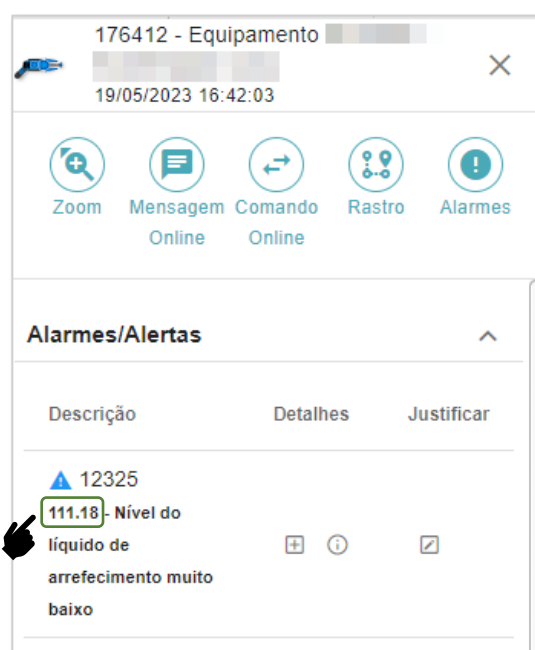 176412 - Equipamento
19/05/2023 16:42:03
Zoom
Mensagem Online
Comando Online
Rastro
Alarmes
Alarmes/Alertas
Descrição Detalhes Justificar
12325
111.18 - Nível do
líquido de
arrefecimento muito
baixo